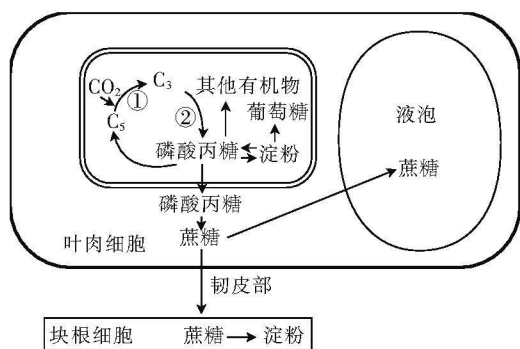 CO₂ C₃ 其他有机物
① ② 葡萄糖
C₅ 液泡
磷酸丙糖 淀粉
蔗糖
磷酸丙糖
叶肉细胞 蔗糖
韧皮部
块根细胞 蔗糖 淀粉